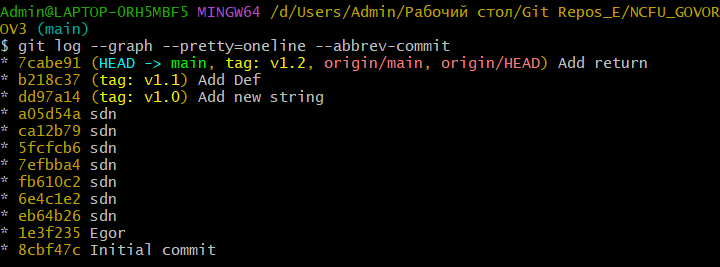 Admin@LAPTOP-ORH5MBF5 MINGW64 /d/Users/Admin/Рабочий стол/Git Repos_E/NCFU_GOVOR
OV3 (main)
$ git log --graph --pretty=oneline --abbrev-commit
* 7cabe91 (HEAD -> main, tag: v1.2, origin/main, origin/HEAD) Add return
* b218c37 (tag: v1.1) Add Def
* dd97a14 (tag: v1.0) Add new string
* a05d54a sdn
* ca12b79 sdn
* 5fcfcb6 sdn
* 7efbba4 sdn
* fb610c2 sdn
* 6e4c1e2 sdn
* eb64b26 sdn
* 1e3f235 Egor
* 8cbf47c Initial commit